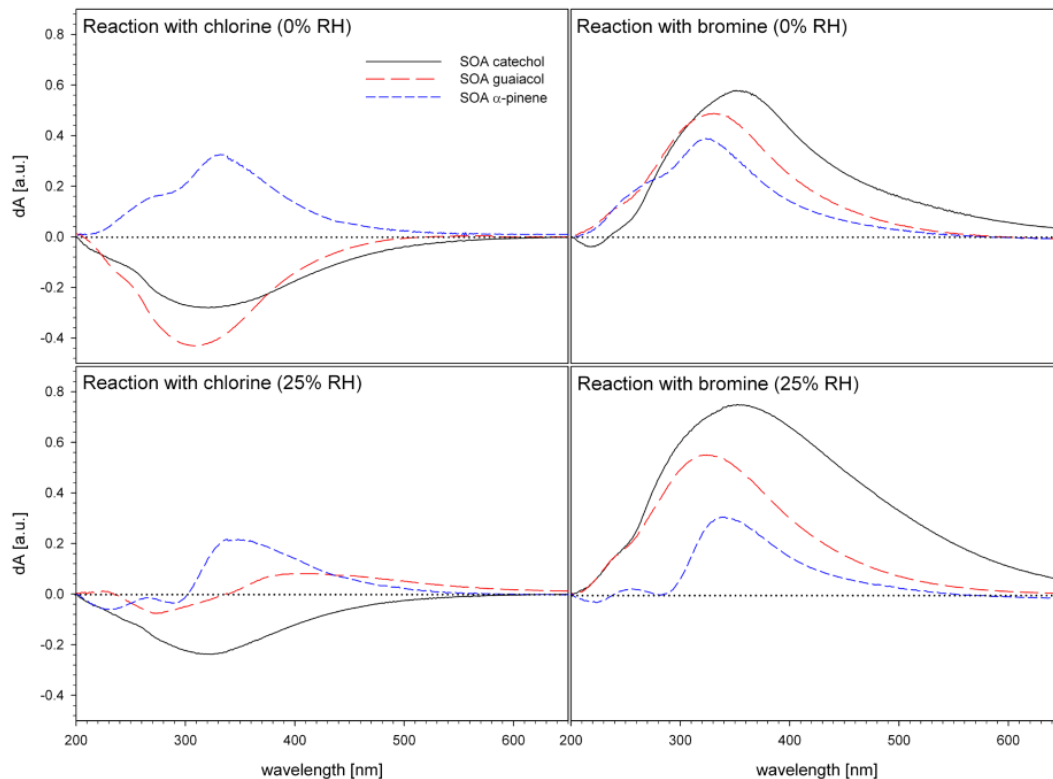 Reaction with chlorine (0% RH)
SOA catechol
SOA guaiacol
SOA α-pinene
Reaction with bromine (0% RH)
dA [a.u.]
0.8
0.6
0.4
0.2
0.0
-0.2
-0.4
Reaction with chlorine (25% RH)
Reaction with bromine (25% RH)
dA [a.u.]
0.8
0.6
0.4
0.2
0.0
-0.2
-0.4
200 300 400 500 600 200 300 400 500 600
wavelength [nm] wavelength [nm]